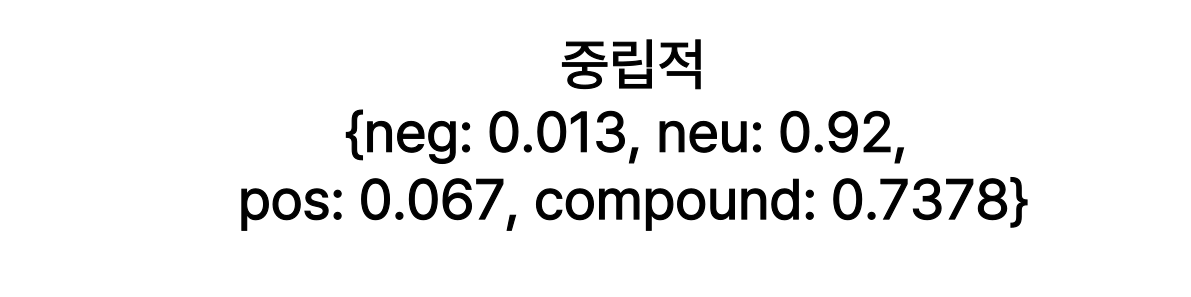 중립적
{neg: 0.013, neu: 0.92,
pos: 0.067, compound: 0.7378}